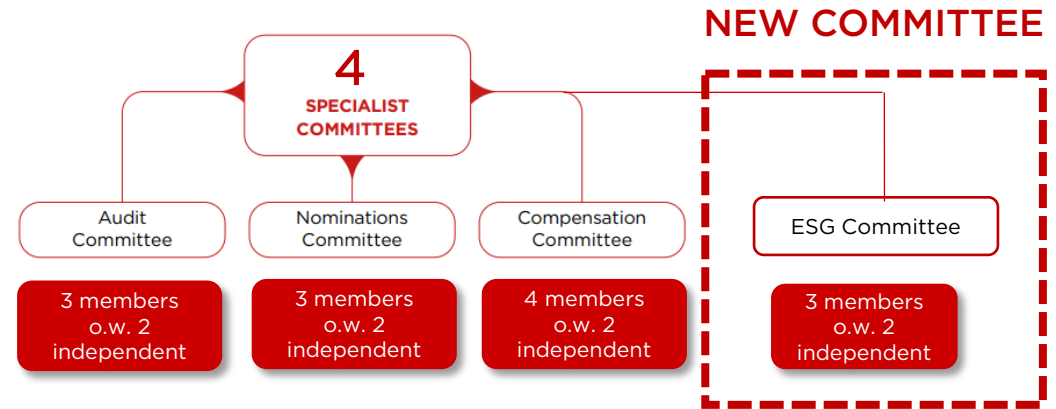 NEW COMMITTEE
4
SPECIALIST
COMMITTEES
Audit
Committee
Nominations
Committee
Compensation
Committee
ESG Committee
3 members
o.w. 2
independent
3 members
o.w. 2
independent
4 members
o.w. 2
independent
3 members
o.w. 2
independent